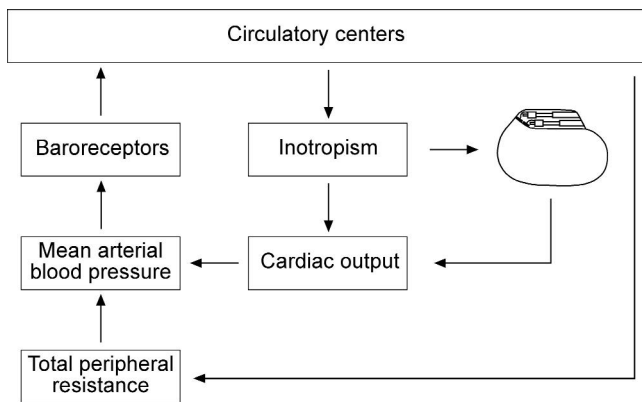 Circulatory centers
Baroreceptors
Inotropism
Mean arterial
blood pressure
Cardiac output
Total peripheral
resistance